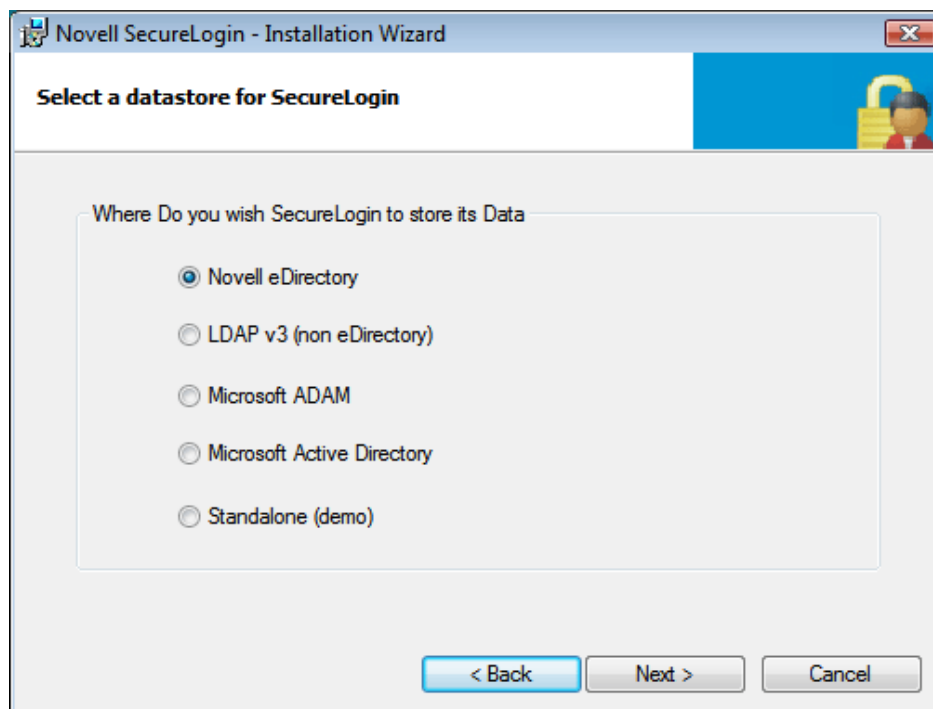 Novell SecureLogin - Installation Wizard
Select a datastore for SecureLogin
Where Do you wish SecureLogin to store its Data
Novell eDirectory
LDAP v3 (non eDirectory)
Microsoft ADAM
Microsoft Active Directory
Standalone (demo)
< Back Next > Cancel